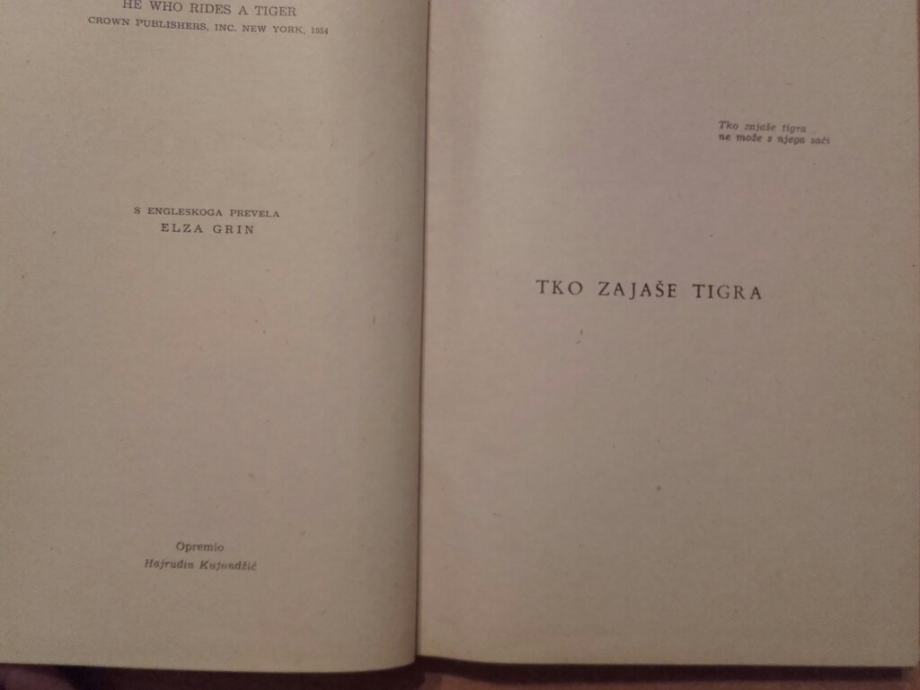 HE WHO RIDES A TIGER
CROWN PUBLISHERS, INC. NEW YORK, 1954
S ENGLESKOGA PREVELA
ELZA GRIN
Opremio
Hajrudin Kujundžić
Tko zajaše tigra
ne može s njega saći
TKO ZAJAŠE TIGRA